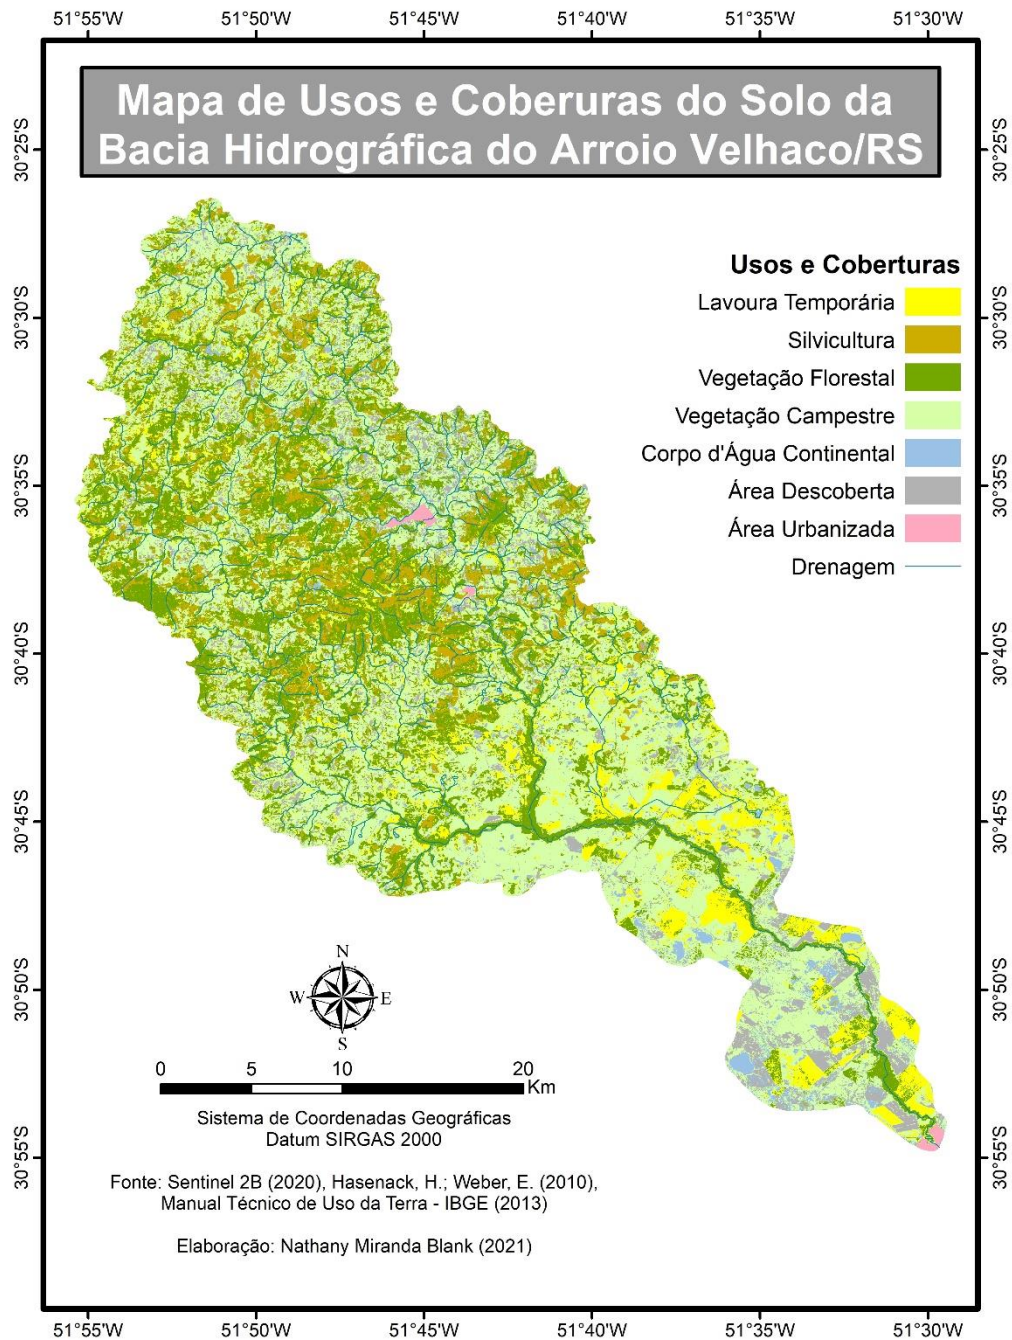 51°55'W 51°50'W 51°45'W 51°40'W 51°35'W 51°30'W
Mapa de Usos e Coberuras do Solo da
Bacia Hidrográfica do Arroio Velhaco/RS
30°25'S 30°25'S
Usos e Coberturas
Lavoura Temporária
30°30'S 30°30'S
Silvicultura
Vegetação Florestal
Vegetação Campestre
Corpo d'Água Continental
30°35'S 30°35'S
Área Descoberta
Área Urbanizada
Drenagem
30°40'S 30°40'S
30°45'S 30°45'S
N
W E
S
30°50'S 30°50'S
0 5 10 20
Km
Sistema de Coordenadas Geográficas
Datum SIRGAS 2000
30°55'S 30°55'S
Fonte: Sentinel 2B (2020), Hasenack, H.; Weber, E. (2010),
Manual Técnico de Uso da Terra - IBGE (2013)
Elaboração: Nathany Miranda Blank (2021)
51°55'W 51°50'W 51°45'W 51°40'W 51°35'W 51°30'W